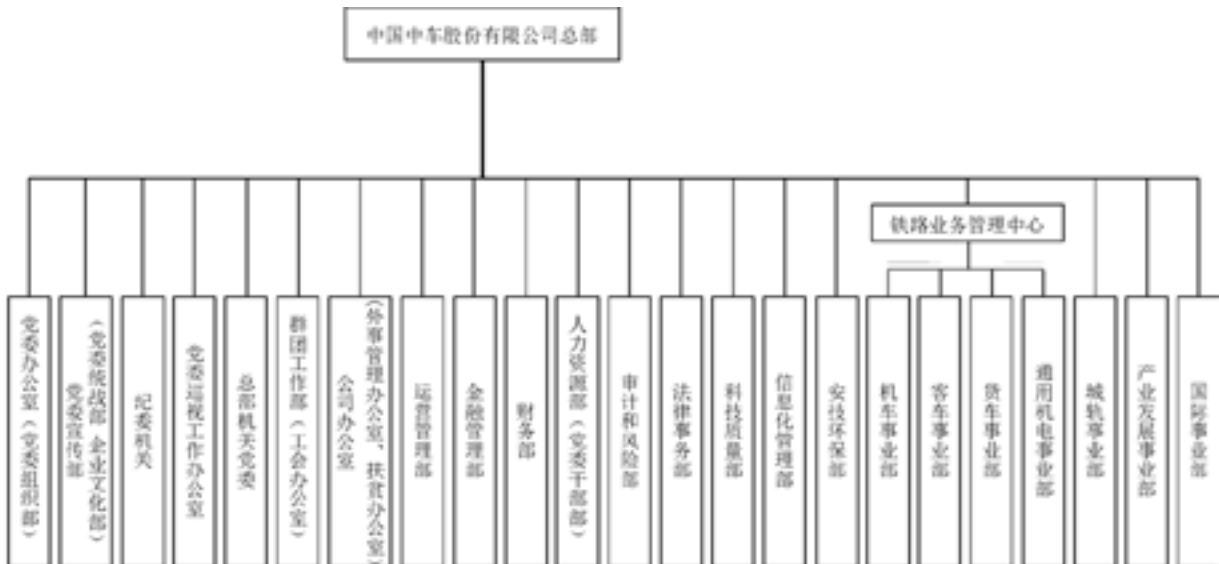 中国中车股份有限公司总部
铁路业务管理中心
党委办公室（党委组织部）
党委宣传部
（党委统战部 企业文化部）
纪委机关
党委巡视工作办公室
总部机关党委
群团工作部（工会办公室）
公司办公室
（外事管理办公室、扶贫办公室）
运营管理部
金融管理部
财务部
人力资源部（党委干部部）
审计和风险部
法律事务部
科技质量部
信息化管理部
安技环保部
机车事业部
客车事业部
货车事业部
通用机电事业部
城轨事业部
产业发展事业部
国际事业部